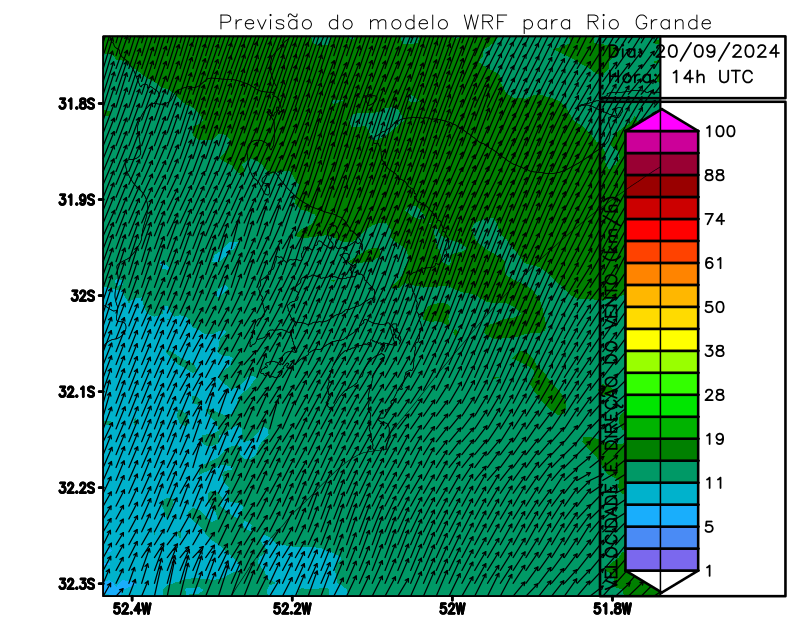 Previsão do modelo WRF para Rio Grande
Dia: 20/09/2024
Hora: 14h UTC
31.8S
31.9S
32S
32.1S
32.2S
32.3S
52.4W
52.2W
52W
51.8W
VELOCIDADE E DIREÇÃO DO VENTO (km/h)
100
88
74
61
50
38
28
19
11
5
1